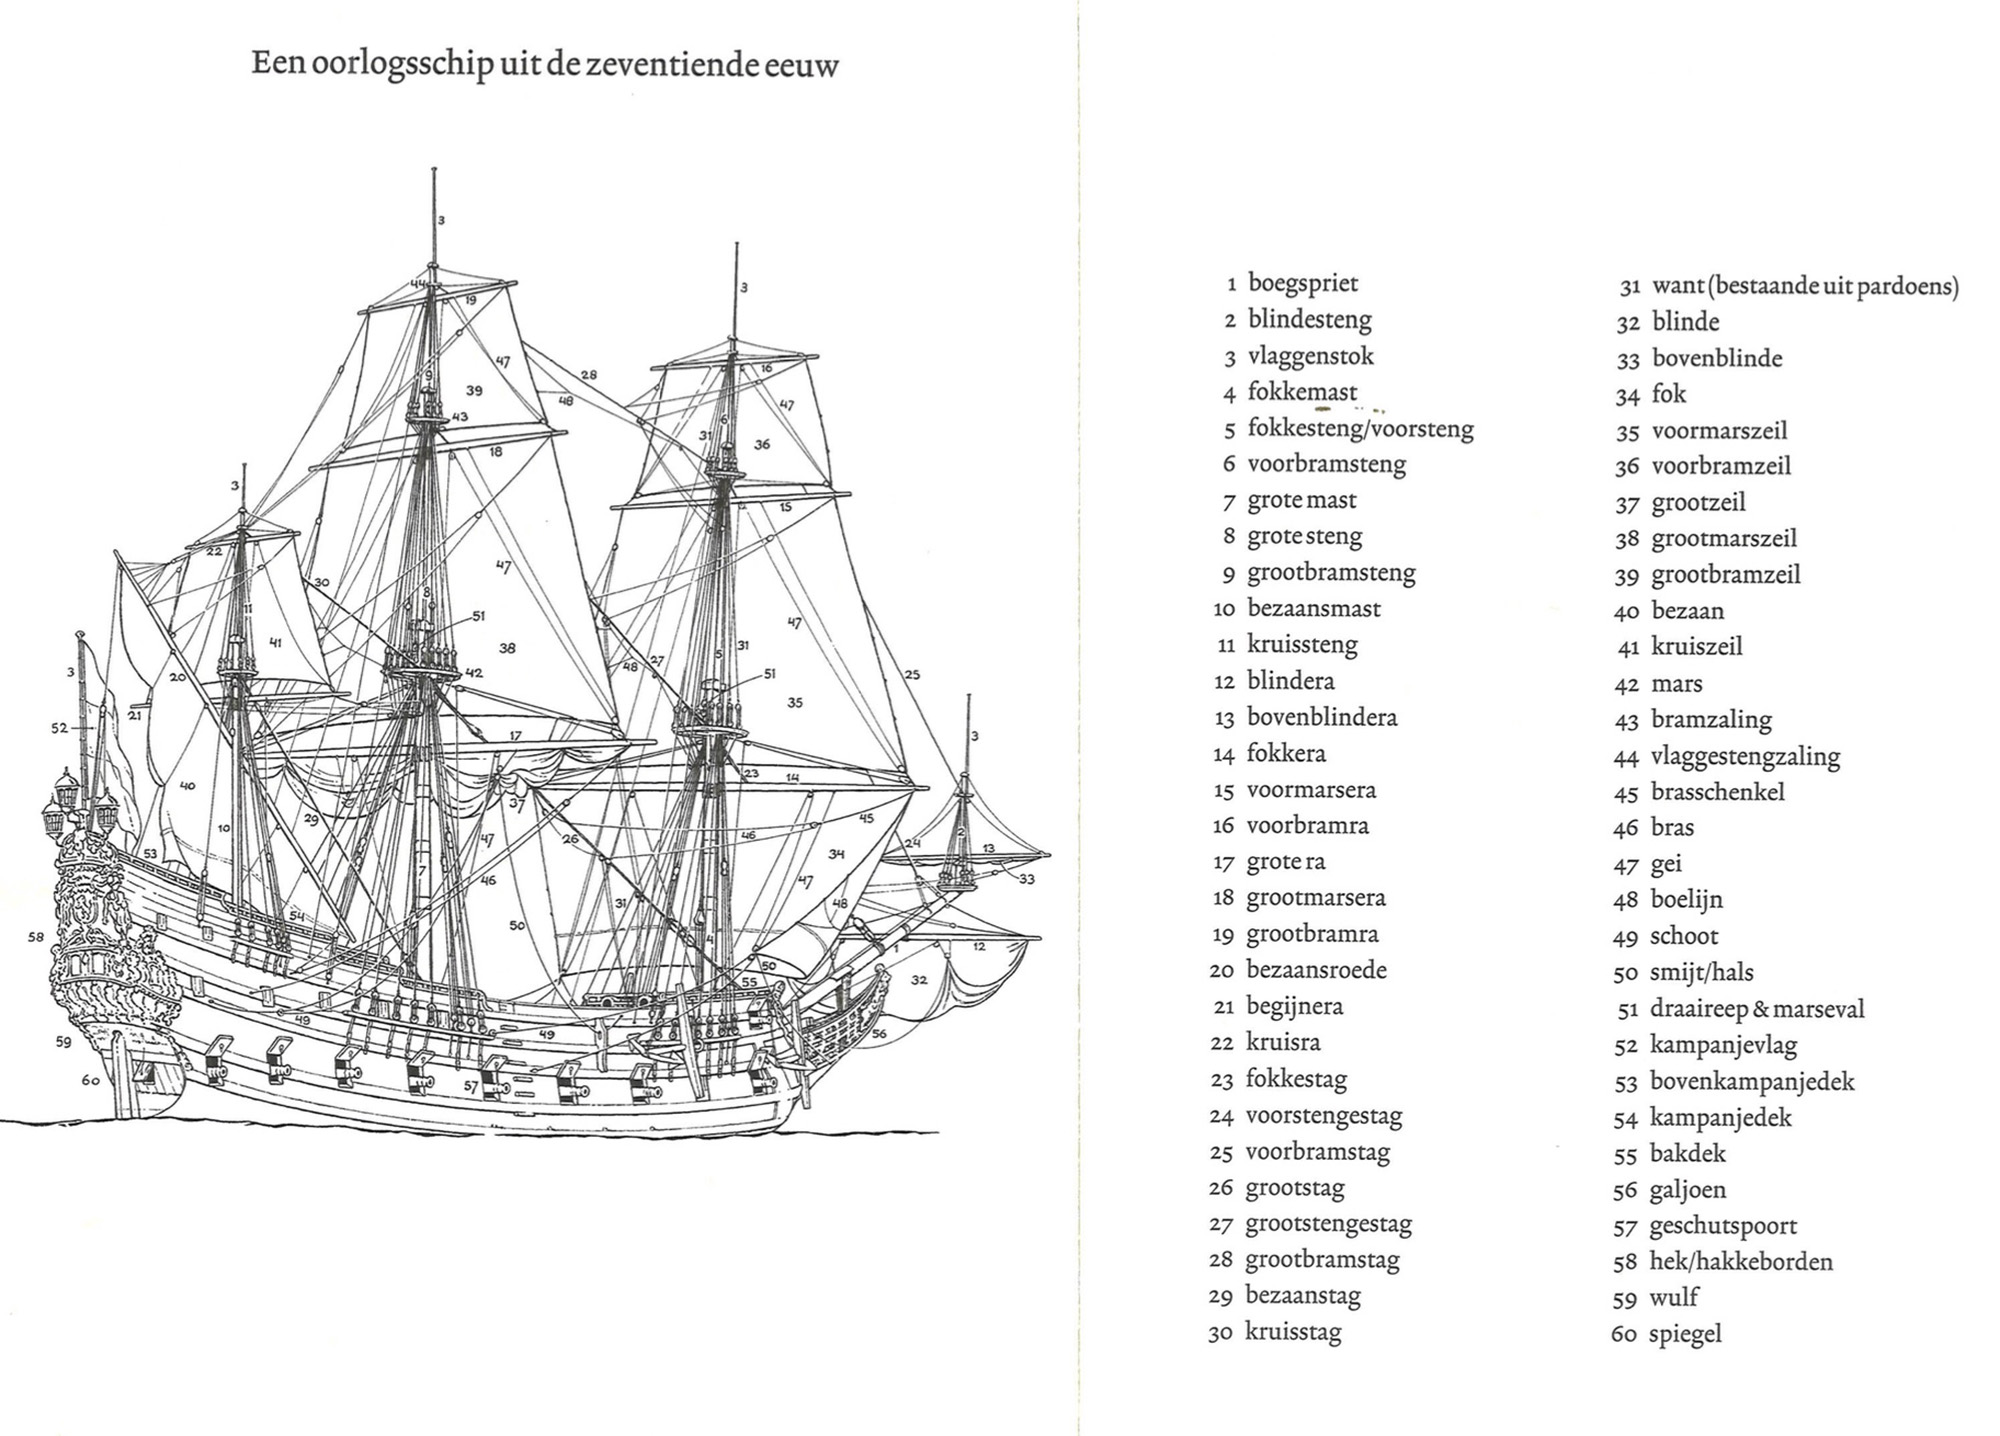 Een oorlogsschip uit de zeventiende eeuw
3
3
44
19
47
39
28
16
48
47
9
43
6
31
36
18
3
15
22
30
47
8
11
51
47
41
38
31
5
48
27
42
51
25
3
20
21
35
52
17
3
23
14
40
37
29
45
10
47
26
46
2
24
13
53
34
7
46
47
33
48
54
31
50
58
4
1
12
50
32
55
49
49
56
59
57
60
1 boegspriet
2 blindesteng
3 vlaggenstok
4 fokkemast
5 fokkesteng/voorsteng
6 voorbramsteng
7 grote mast
8 grote steng
9 grootbramsteng
10 bezaansmast
11 kruissteng
12 blindera
13 bovenblindera
14 fokkera
15 voormarsera
16 voorbramra
17 grote ra
18 grootmarsera
19 grootbramra
20 bezaansroede
21 begijnera
22 kruisra
23 fokkestag
24 voorstengestag
25 voorbramstag
26 grootstag
27 grootstengestag
28 grootbramstag
29 bezaanstag
30 kruisstag
31 want (bestaande uit pardoens)
32 blinde
33 bovenblinde
34 fok
35 voormarszeil
36 voorbramzeil
37 grootzeil
38 grootmarszeil
39 grootbramzeil
40 bezaan
41 kruiszeil
42 mars
43 bramzaling
44 vlaggestengzaling
45 brasschenkel
46 bras
47 gei
48 boelijn
49 schoot
50 smijt/hals
51 draaireep & marseval
52 kampanjevlag
53 bovenkampanjedek
54 kampanjedek
55 bakdek
56 galjoen
57 geschutspoort
58 hek/hakkeborden
59 wulf
60 spiegel